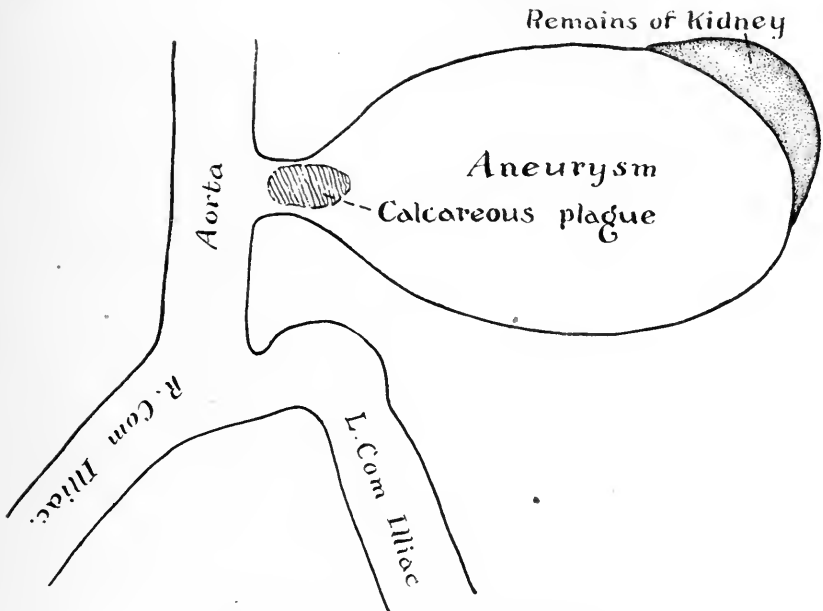 Remains of Kidney
Aneurysm
Calcareous plague
Aorta
R. Com Illiac.
L. Com Illiac